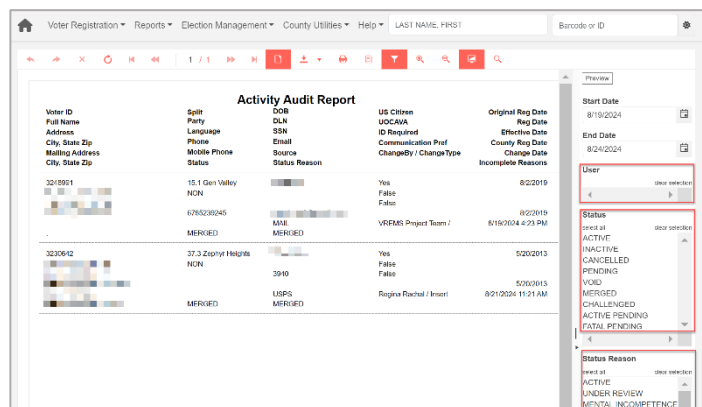 Voter Registration Reports Election Management County Utilities Help LAST NAME, FIRST Barcode or ID
1 / 1
Preview
Activity Audit Report
Voter ID Split DOB US Citizen Original Reg Date
Full Name Party DLN UOCAVA Reg Date
Address Language SSN ID Required Effective Date
City, State Zip Phone Email Communication Pref County Reg Date
Mailing Address Mobile Phone Source ChangeBy / ChangeType Change Date
City, State Zip Status Status Reason Incomplete Reasons
3248991 15.1 Gen Valley Yes 8/2/2019
NON False
False
6785239245 8/2/2019
MAIL VREMS Project Team / 8/19/2024 4:23 PM
. MERGED MERGED
3230642 37.3 Zephyr Heights Yes 5/20/2013
NON False
3940 False
5/20/2013
USPS Regina Rachal / Insert 8/21/2024 11:21 AM
MERGED MERGED
Start Date
8/19/2024
End Date
8/24/2024
User
clear selection
Status
select all clear selection
ACTIVE
INACTIVE
CANCELLED
PENDING
VOID
MERGED
CHALLENGED
ACTIVE PENDING
FATAL PENDING
Status Reason
select all clear selection
ACTIVE
UNDER REVIEW
MENTAL INCOMPETENCE